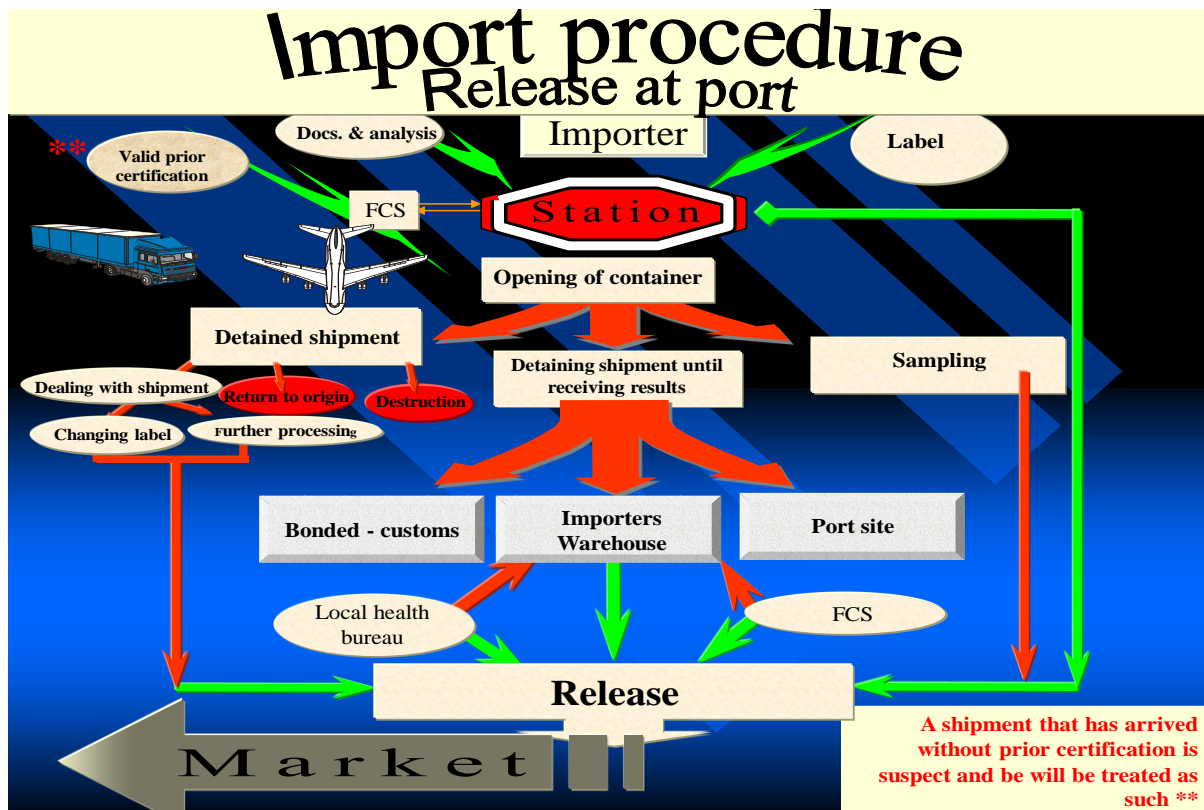 Import procedure
Release at port
Docs. & analysis
Importer
Label
**
Valid prior
certification
FCS
Station
Opening of container
Detained shipment
Detaining shipment until
receiving results
Sampling
Dealing with shipment
Return to origin
Destruction
Changing label
Further processing
Bonded - customs
Importers
Warehouse
Port site
Local health
bureau
FCS
Release
Market
A shipment that has arrived
without prior certification is
suspect and be will be treated as
such **